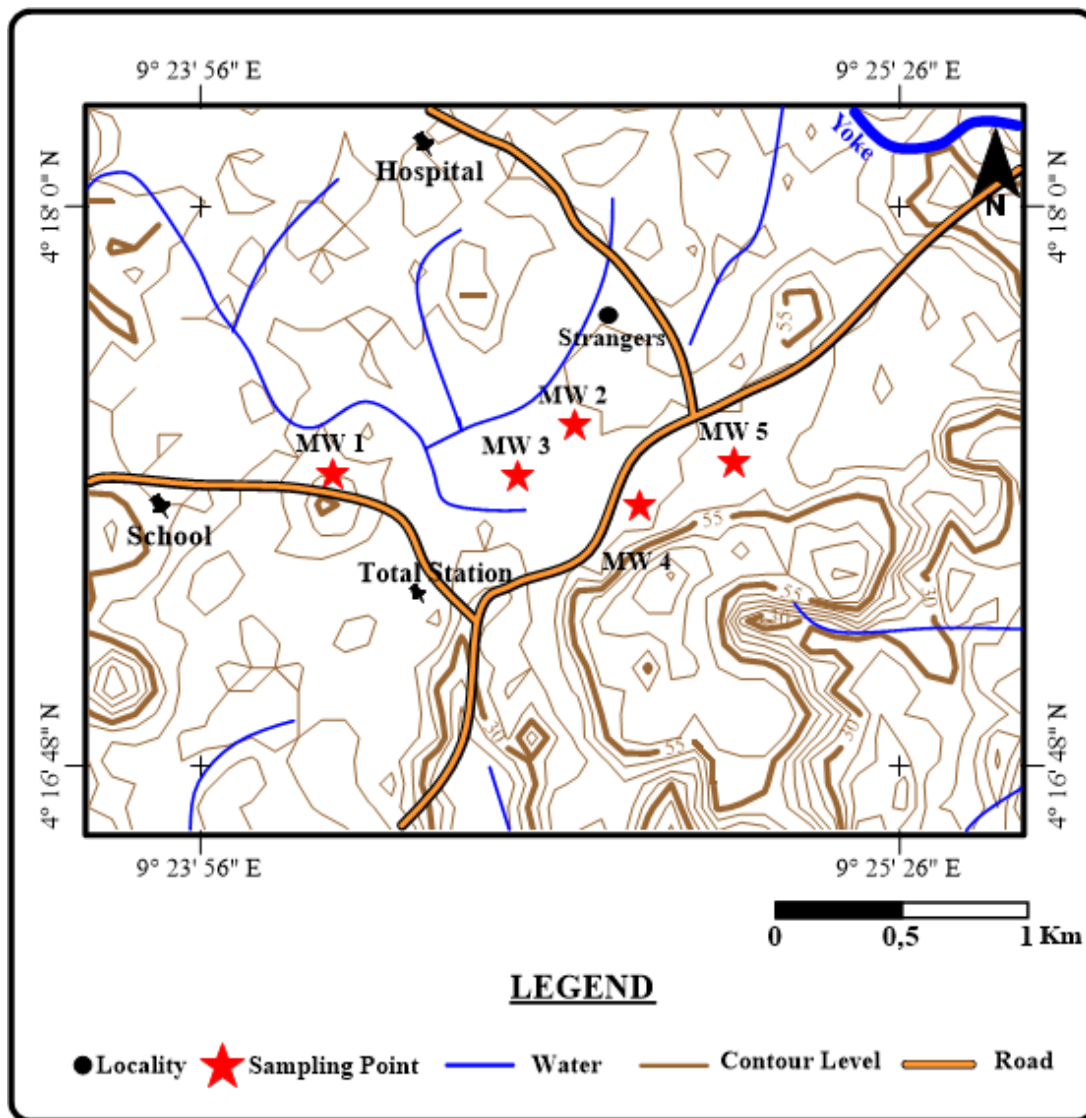 9° 23' 56" E
9° 25' 26" E
Yoke
Hospital
4° 18' 0" N
4° 18' 0" N
N
55
Strangers
MW 2
MW 1
MW 3
MW 5
School
55
Total Station
MW 4
55
30
30
30
55
30
4° 16' 48" N
4° 16' 48" N
9° 23' 56" E
9° 25' 26" E
0
0,5
1 Km
LEGEND
Locality
Sampling Point
Water
Contour Level
Road